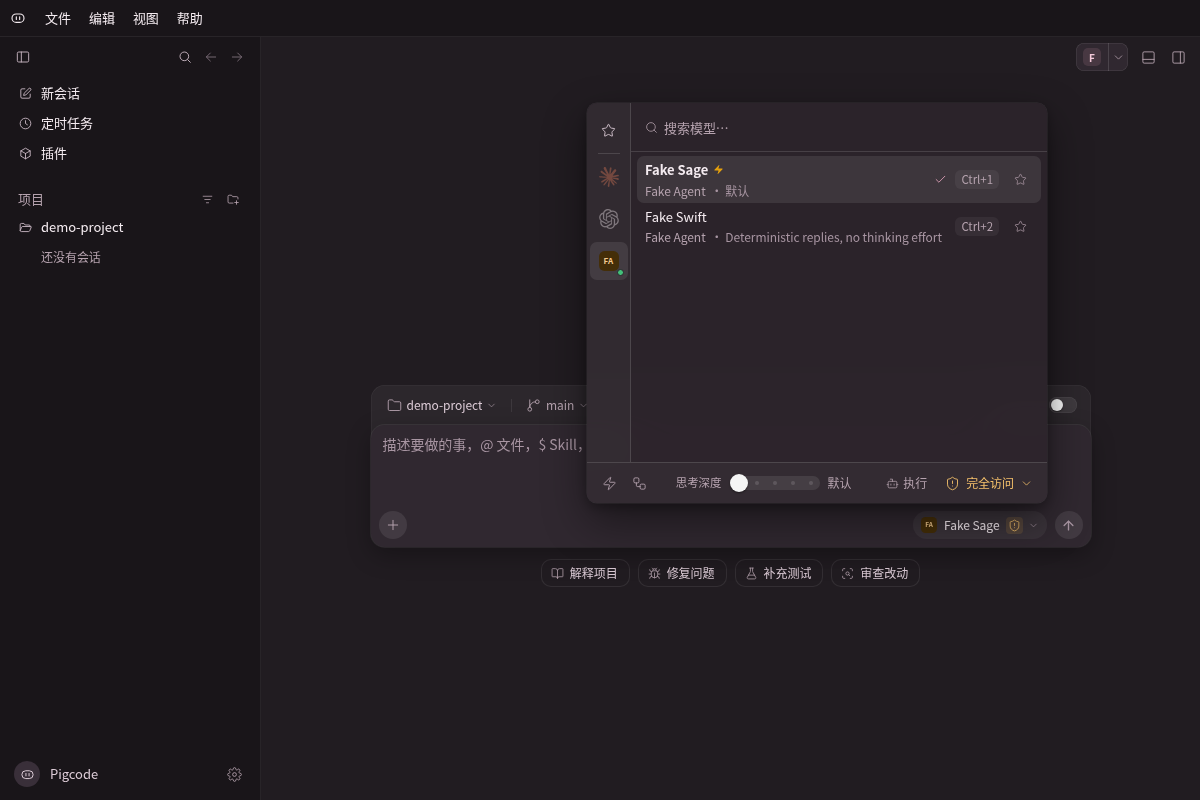 文件 编辑 视图 帮助
新会话
定时任务
插件
项目
demo-project
还没有会话
Pigcode
F
搜索模型…
Fake Sage
Fake Agent · 默认
Ctrl+1
Fake Swift
Fake Agent · Deterministic replies, no thinking effort
Ctrl+2
FA
思考深度 默认 执行 完全访问
demo-project main
描述要做的事，@ 文件，$ Skill，
FA Fake Sage
解释项目 修复问题 补充测试 审查改动